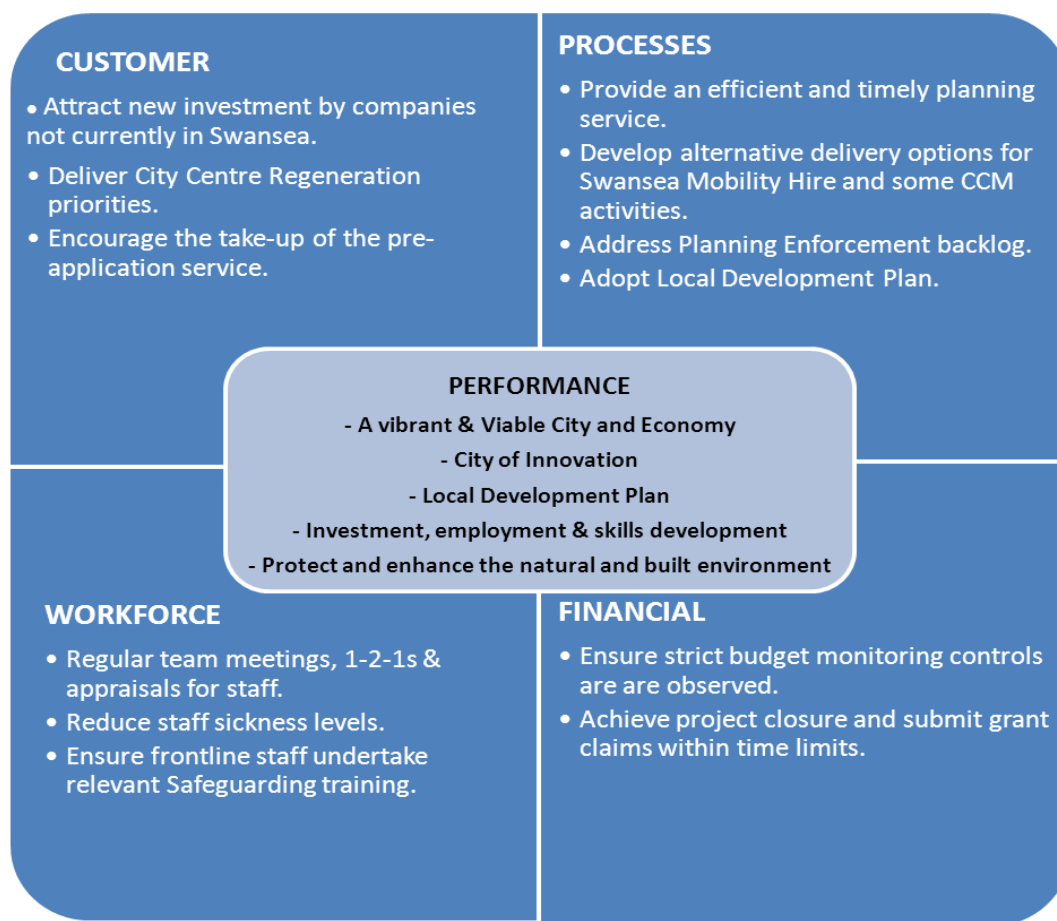 CUSTOMER
• Attract new investment by companies
not currently in Swansea.
• Deliver City Centre Regeneration
priorities.
• Encourage the take-up of the pre-
application service.
PROCESSES
• Provide an efficient and timely planning
service.
• Develop alternative delivery options for
Swansea Mobility Hire and some CCM
activities.
• Address Planning Enforcement backlog.
• Adopt Local Development Plan.
PERFORMANCE
- A vibrant & Viable City and Economy
- City of Innovation
- Local Development Plan
- Investment, employment & skills development
- Protect and enhance the natural and built environment
WORKFORCE
• Regular team meetings, 1-2-1s &
appraisals for staff.
• Reduce staff sickness levels.
• Ensure frontline staff undertake
relevant Safeguarding training.
FINANCIAL
• Ensure strict budget monitoring controls
are are observed.
• Achieve project closure and submit grant
claims within time limits.